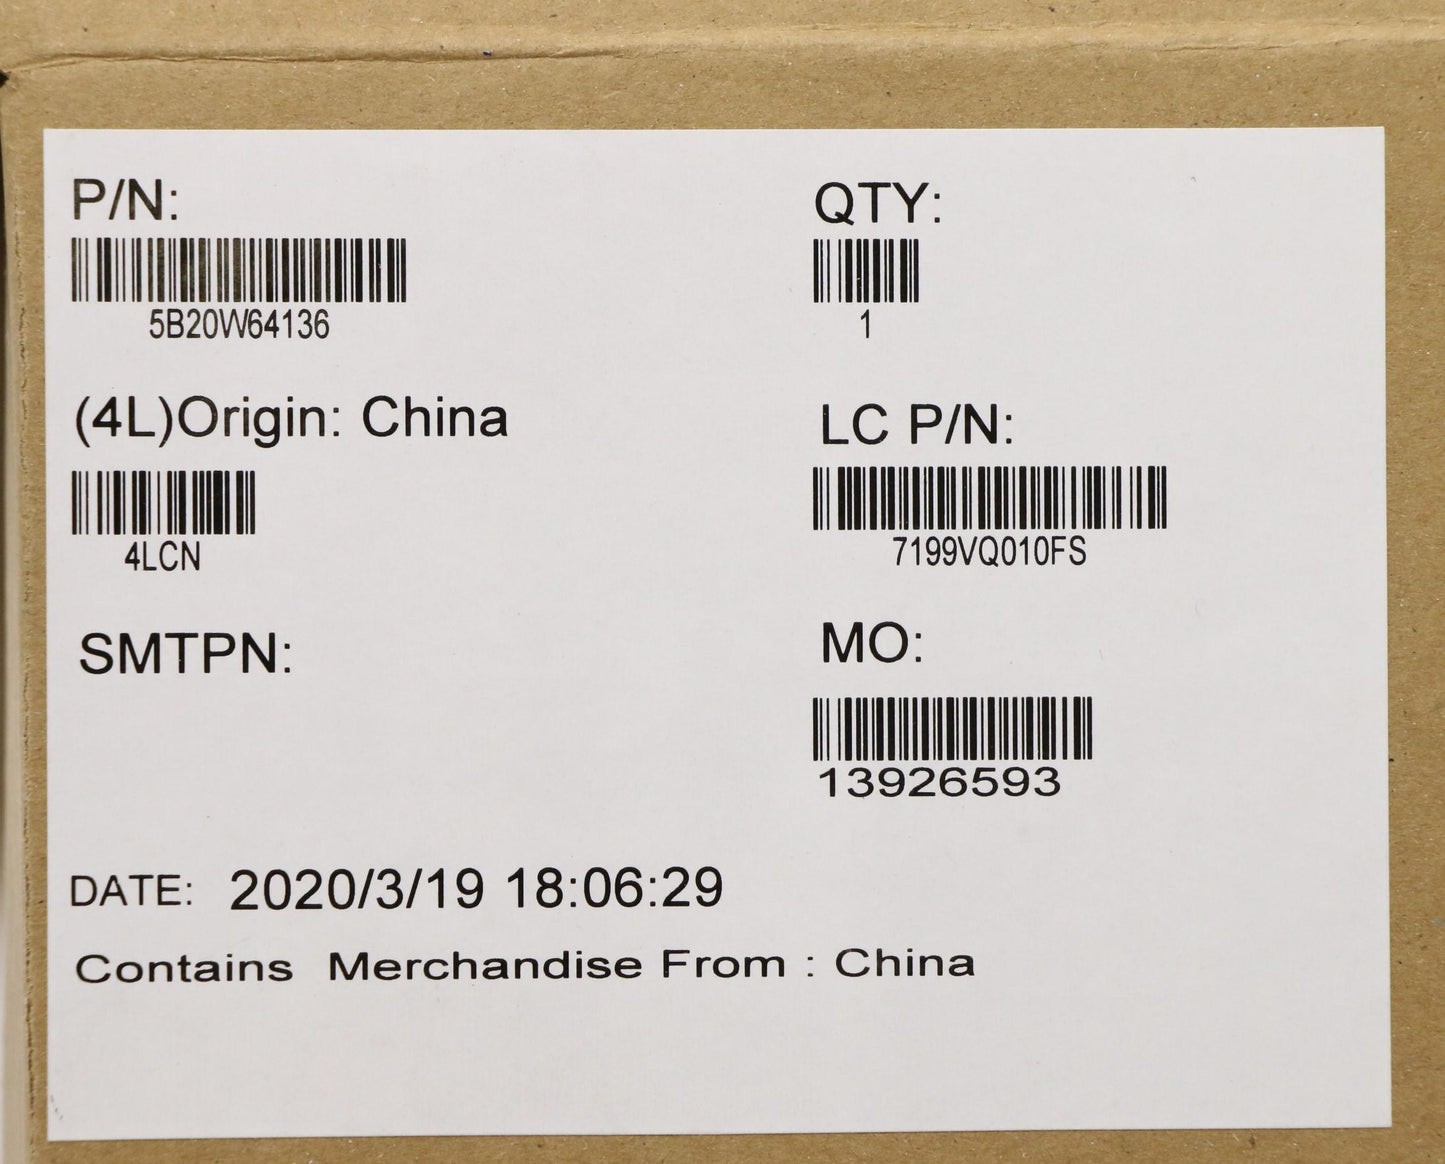 P/N:
5B20W64136
QTY:
1
(4L)Origin: China
4LCN
LC P/N:
7199VQ010FS
SMTPN:
MO:
13926593
DATE: 2020/3/19 18:06:29
Contains Merchandise From : China